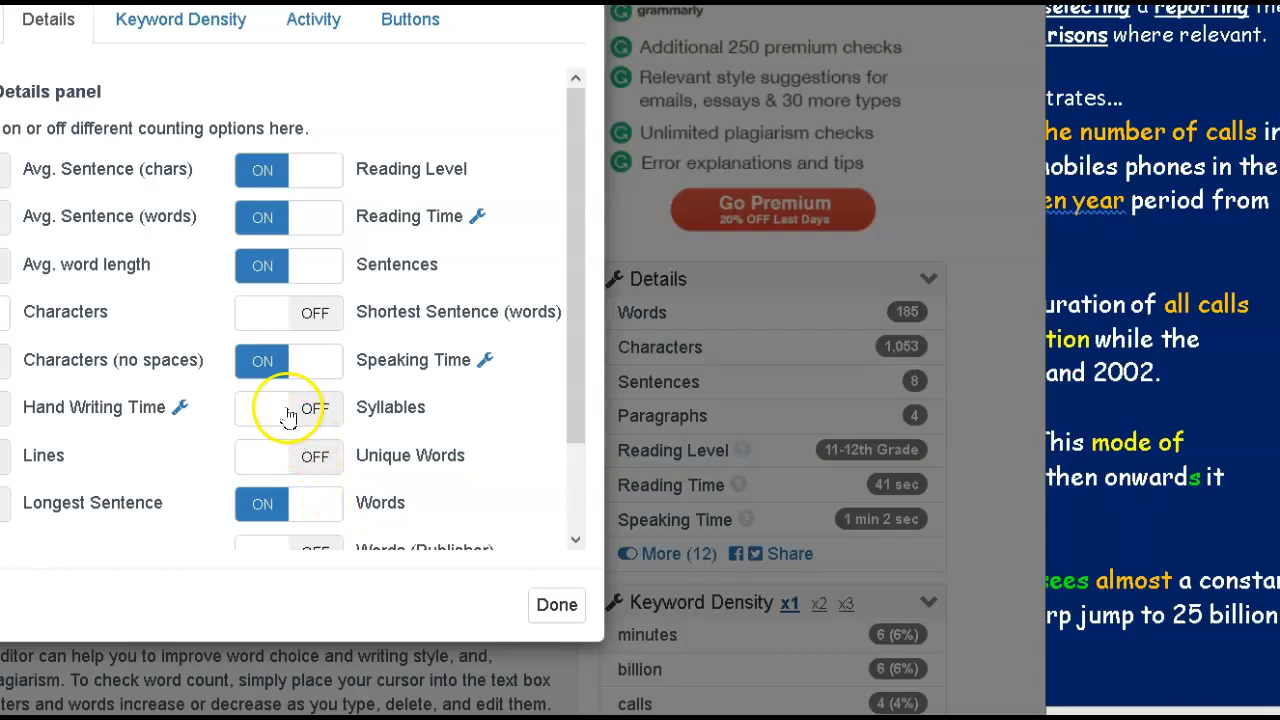 Details
Keyword Density
Activity
Buttons
Details panel
on or off different counting options here.
Avg. Sentence (chars)
ON
Reading Level
Avg. Sentence (words)
ON
Reading Time
Avg. word length
ON
Sentences
Characters
OFF
Shortest Sentence (words)
Characters (no spaces)
ON
Speaking Time
Hand Writing Time
OFF
Syllables
Lines
OFF
Unique Words
Longest Sentence
ON
Words
OFF
Words (Publisher)
Done
ditor can help you to improve word choice and writing style, and,
agiarism. To check word count, simply place your cursor into the text box
ters and words increase or decrease as you type, delete, and edit them.
grammarly
Additional 250 premium checks
Relevant style suggestions for
emails, essays & 30 more types
Unlimited plagiarism checks
Error explanations and tips
Go Premium
20% OFF Last Days
Details
Words 185
Characters 1,053
Sentences 8
Paragraphs 4
Reading Level 11-12th Grade
Reading Time 41 sec
Speaking Time 1 min 2 sec
More (12) Share
Keyword Density x1 x2 x3
minutes 6 (6%)
billion 6 (6%)
calls 4 (4%)
selecting a reporting the
risons where relevant.
trates...
he number of calls in
obiles phones in the
en year period from
uration of all calls
tion while the
and 2002.
This mode of
then onwards it
sees almost a constan
rp jump to 25 billion